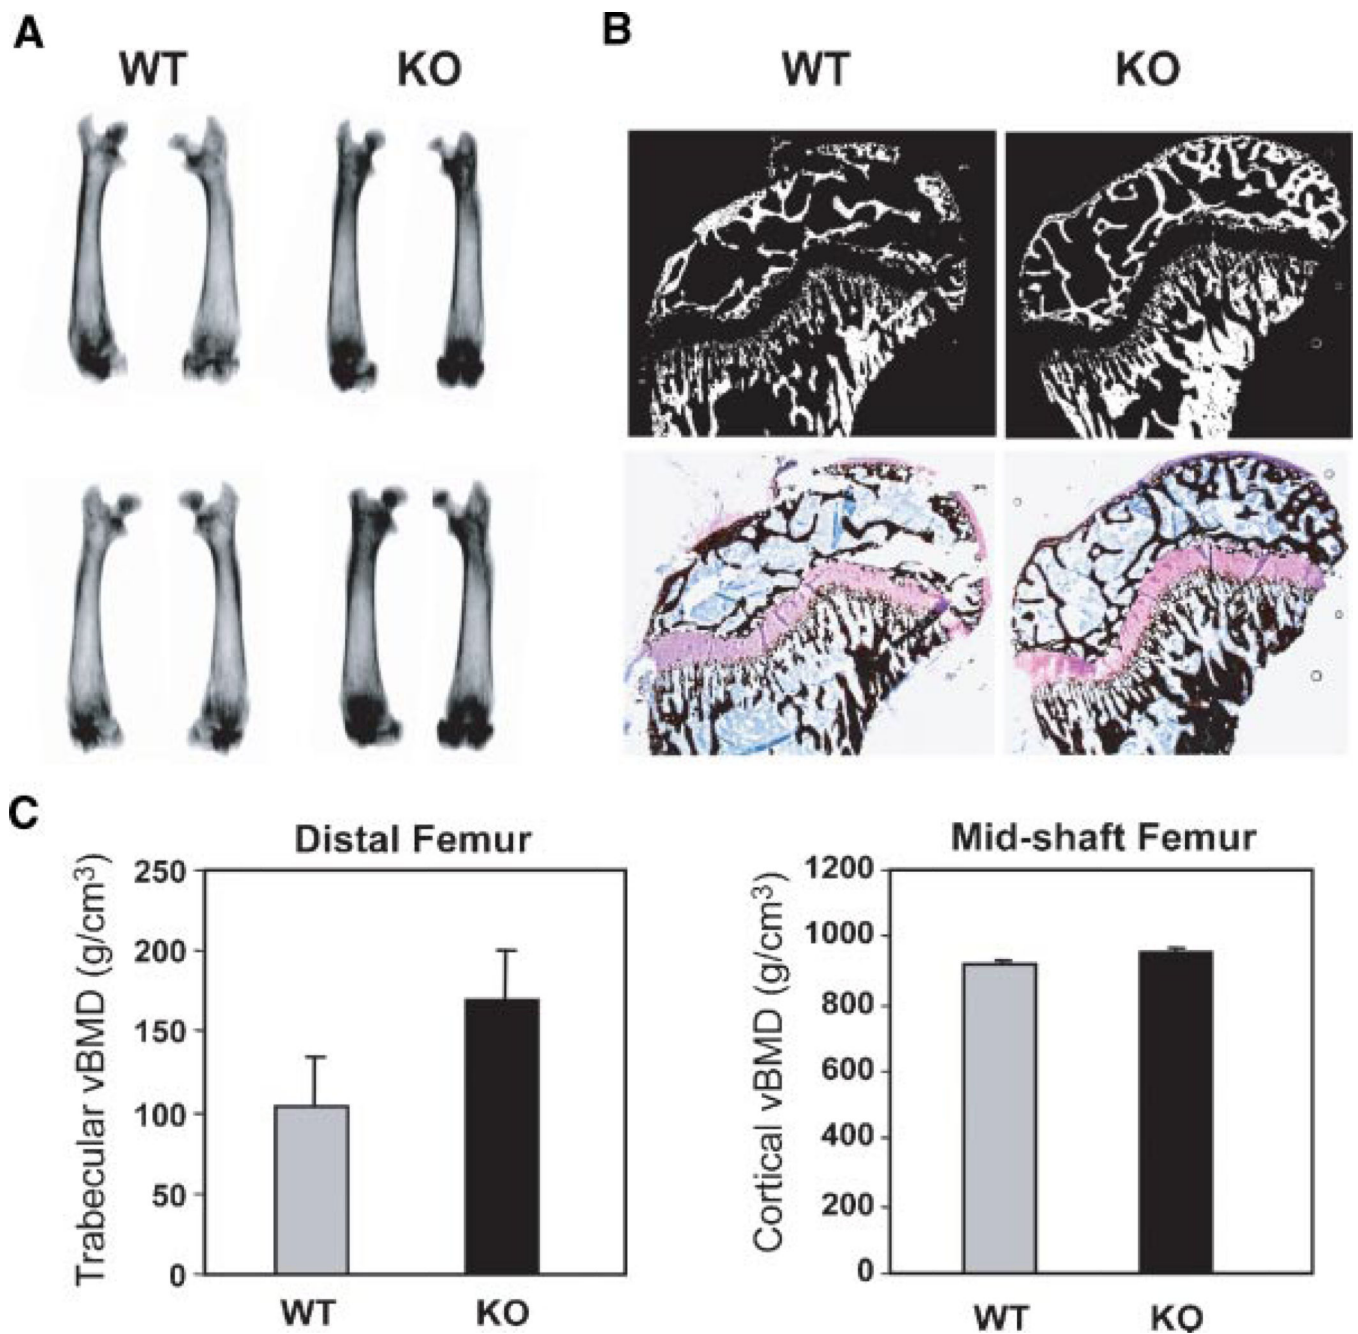 A
WT KO
B
WT KO
C
Distal Femur
Trabecular vBMD (g/cm³)
250
200
150
100
50
0
WT KO
Mid-shaft Femur
Cortical vBMD (g/cm³)
1200
1000
800
600
400
200
0
WT KO